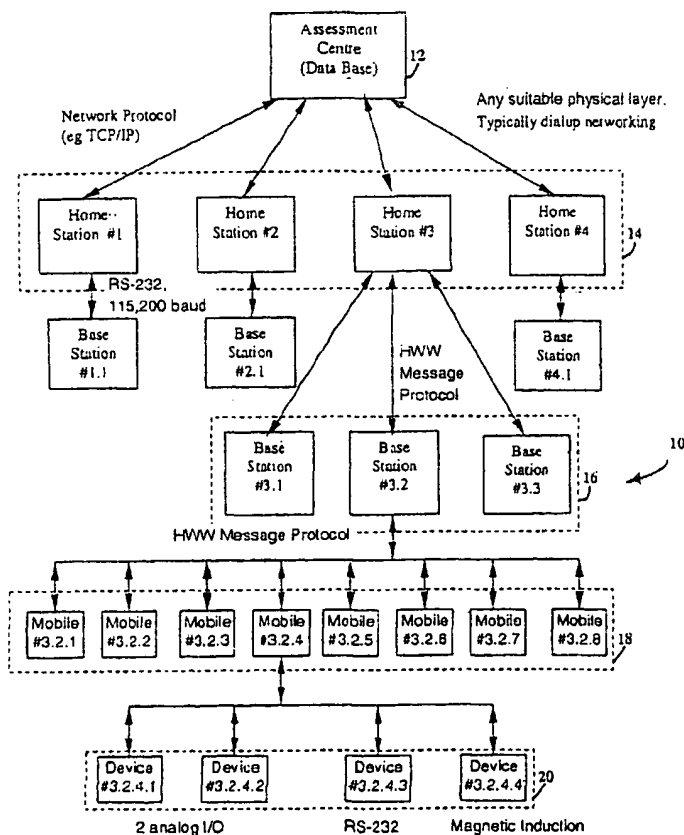 Assessment
Centre
(Data Base)
12
Network Protocol
(eg TCP/IP)
Any suitable physical layer.
Typically dialup networking
Home
Station #1
Home
Station #2
Home
Station #3
Home
Station #4
14
RS-232,
115,200 baud
Base
Station
#1.1
Base
Station
#2.1
HWW
Message
Protocol
Base
Station
#4.1
Base
Station
#3.1
Base
Station
#3.2
Base
Station
#3.3
16
10
HWW Message Protocol
Mobile
#3.2.1
Mobile
#3.2.2
Mobile
#3.2.3
Mobile
#3.2.4
Mobile
#3.2.5
Mobile
#3.2.6
Mobile
#3.2.7
Mobile
#3.2.8
18
Device
#3.2.4.1
Device
#3.2.4.2
Device
#3.2.4.3
Device
#3.2.4.4
20
2 analog I/O
RS-232
Magnetic Induction